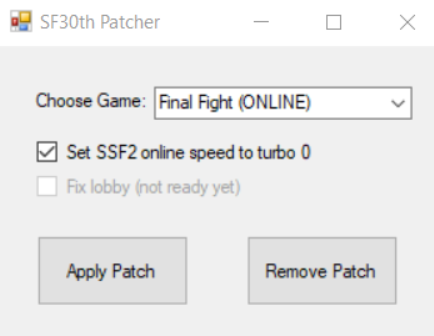 SF30th Patcher
Choose Game: Final Fight (ONLINE)
Set SSF2 online speed to turbo 0
Fix lobby (not ready yet)
Apply Patch Remove Patch